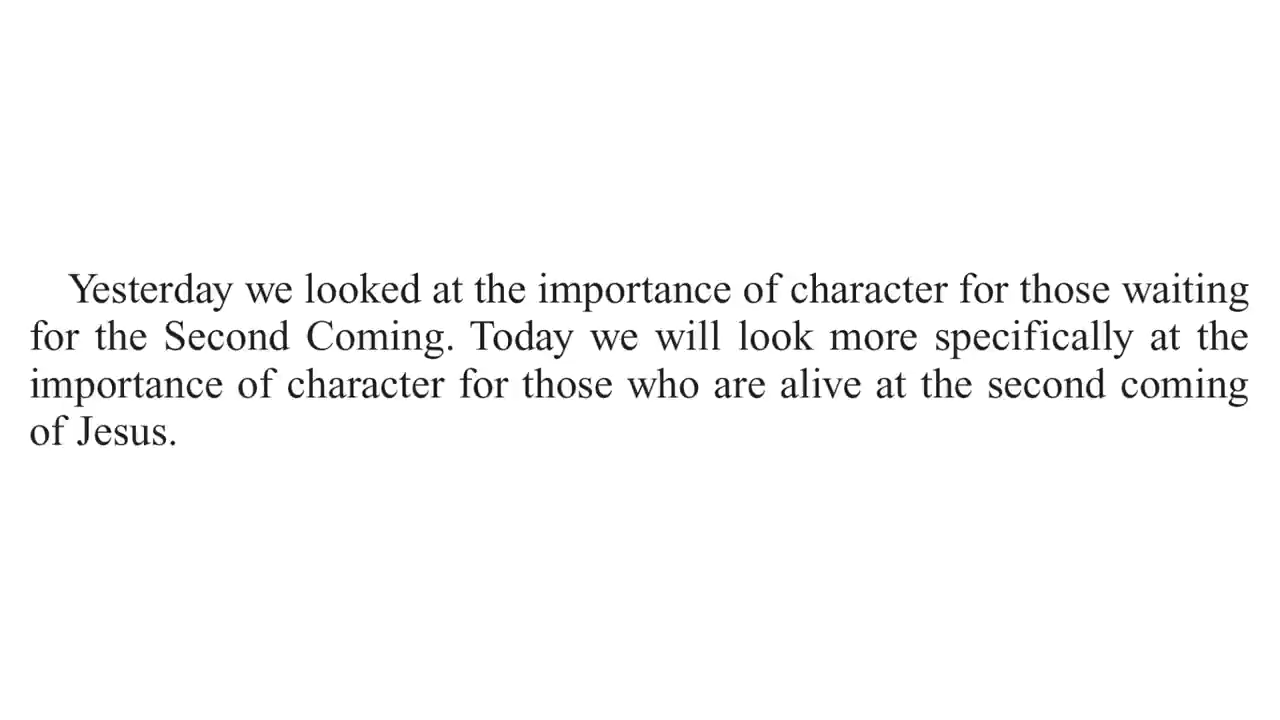 Yesterday we looked at the importance of character for those waiting
for the Second Coming. Today we will look more specifically at the
importance of character for those who are alive at the second coming
of Jesus.